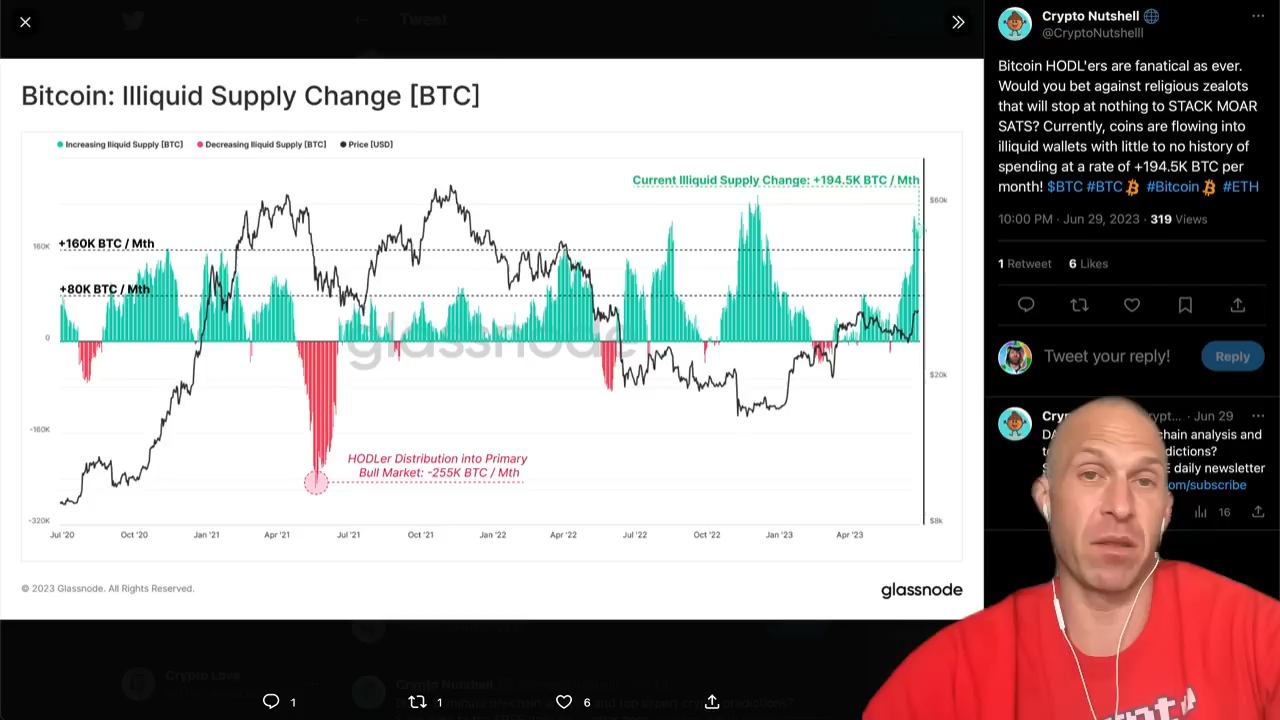 Tweet
Bitcoin: Illiquid Supply Change [BTC]
Increasing Iliquid Supply [BTC]
Decreasing Iliquid Supply [BTC]
Price [USD]
Current Illiquid Supply Change: +194.5K BTC / Mth
$60k
+160K BTC / Mth
160K
+80K BTC / Mth
0
glassnode
$20k
-160K
HODLer Distribution into Primary
Bull Market: -255K BTC / Mth
-320K
$8k
Jul '20
Oct '20
Jan '21
Apr '21
Jul '21
Oct '21
Jan '22
Apr '22
Jul '22
Oct '22
Jan '23
Apr '23
© 2023 Glassnode. All Rights Reserved.
glassnode
Crypto Love
Crypto Nutshell
1
1
6
Crypto Nutshell
@CryptoNutshelll
Bitcoin HODL'ers are fanatical as ever.
Would you bet against religious zealots
that will stop at nothing to STACK MOAR
SATS? Currently, coins are flowing into
illiquid wallets with little to no history of
spending at a rate of +194.5K BTC per
month! $BTC #BTC #Bitcoin #ETH
10:00 PM · Jun 29, 2023 · 319 Views
1 Retweet 6 Likes
Tweet your reply!
Reply
Jun 29
chain analysis and
daily newsletter
om/subscribe
16